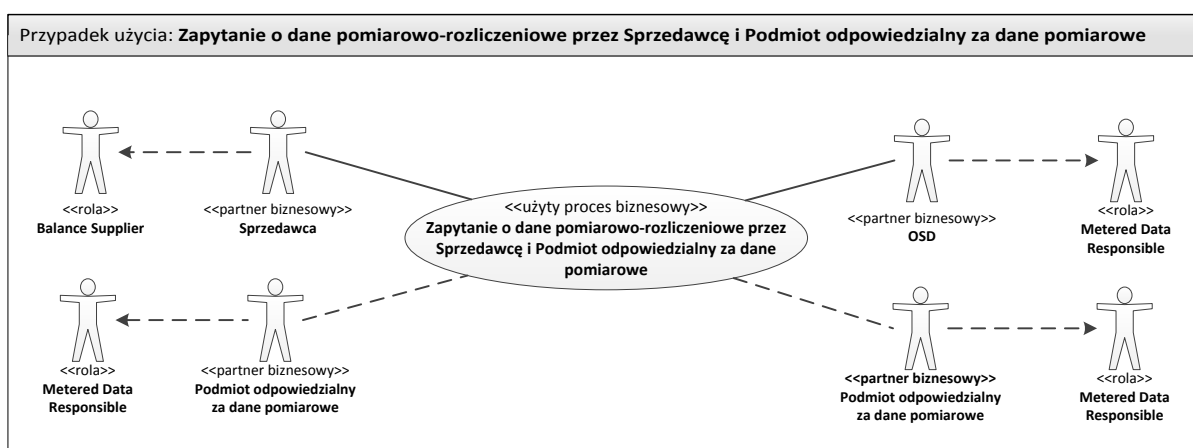 Przypadek użycia: Zapytanie o dane pomiarowo-rozliczeniowe przez Sprzedawcę i Podmiot odpowiedzialny za dane pomiarowe
<<rola>>
Balance Supplier
<<partner biznesowy>>
Sprzedawca
<<użyty proces biznesowy>>
Zapytanie o dane pomiarowo-rozliczeniowe przez
Sprzedawcę i Podmiot odpowiedzialny za dane
pomiarowe
<<partner biznesowy>>
OSD
<<rola>>
Metered Data
Responsible
<<rola>>
Metered Data
Responsible
<<partner biznesowy>>
Podmiot odpowiedzialny
za dane pomiarowe
<<partner biznesowy>>
Podmiot odpowiedzialny
za dane pomiarowe
<<rola>>
Metered Data
Responsible